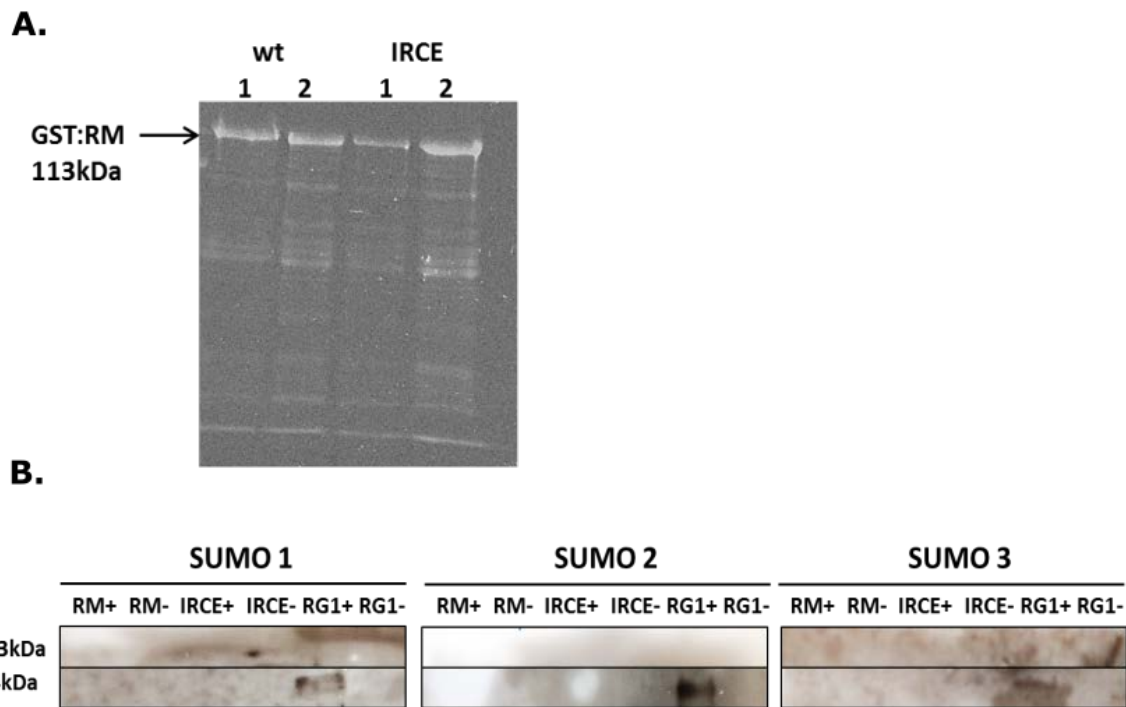 A.
wt IRCE
1 2 1 2
GST:RM
113kDa
B.
SUMO 1 SUMO 2 SUMO 3
RM+ RM- IRCE+ IRCE- RG1+ RG1- RM+ RM- IRCE+ IRCE- RG1+ RG1- RM+ RM- IRCE+ IRCE- RG1+ RG1-
3kDa
kDa